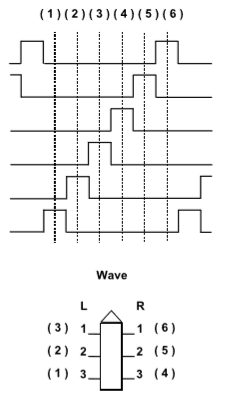 (1) (2) (3) (4) (5) (6)
Wave
L R
(3) 1 1 (6)
(2) 2 2 (5)
(1) 3 3 (4)